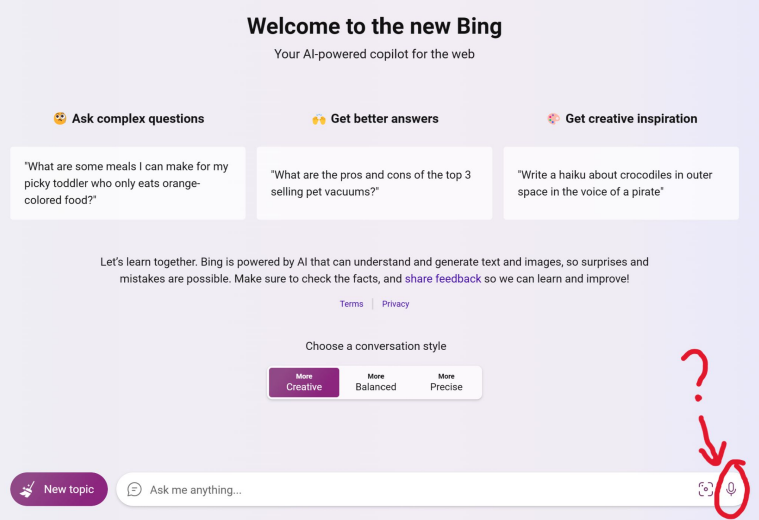 Welcome to the new Bing
Your AI-powered copilot for the web
Ask complex questions
Get better answers
Get creative inspiration
"What are some meals I can make for my
picky toddler who only eats orange-
colored food?"
"What are the pros and cons of the top 3
selling pet vacuums?"
"Write a haiku about crocodiles in outer
space in the voice of a pirate"
Let's learn together. Bing is powered by AI that can understand and generate text and images, so surprises and
mistakes are possible. Make sure to check the facts, and share feedback so we can learn and improve!
Terms
Privacy
Choose a conversation style
More
Creative
More
Balanced
More
Precise
?
New topic
Ask me anything...